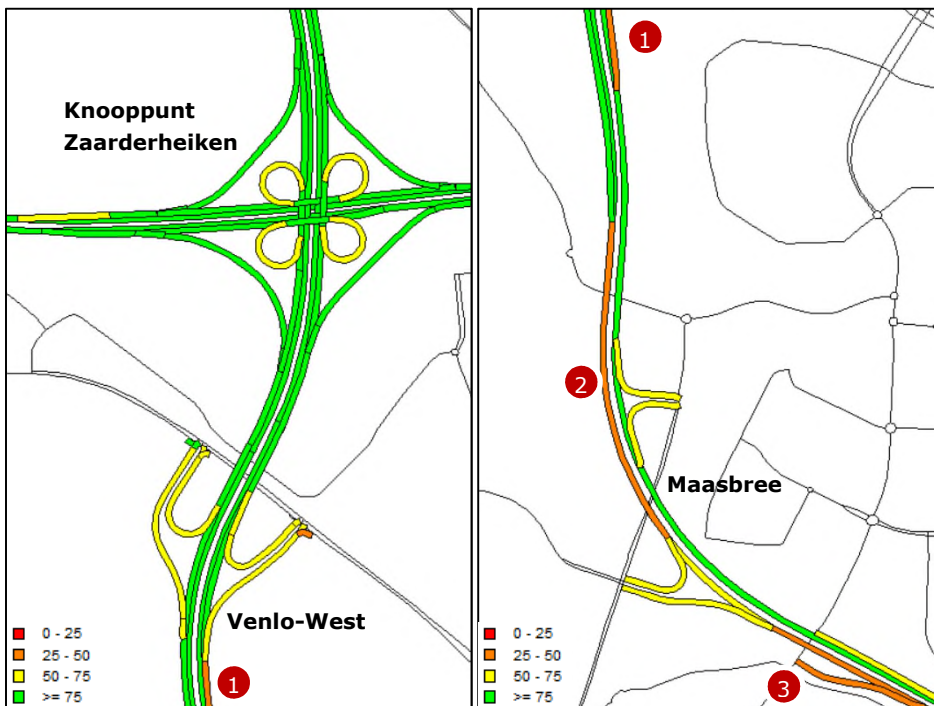 Knooppunt
Zaarderheiken
Venlo-West
0 - 25
25 - 50
50 - 75
>= 75
1
1
2
Maasbree
0 - 25
25 - 50
50 - 75
>= 75
3